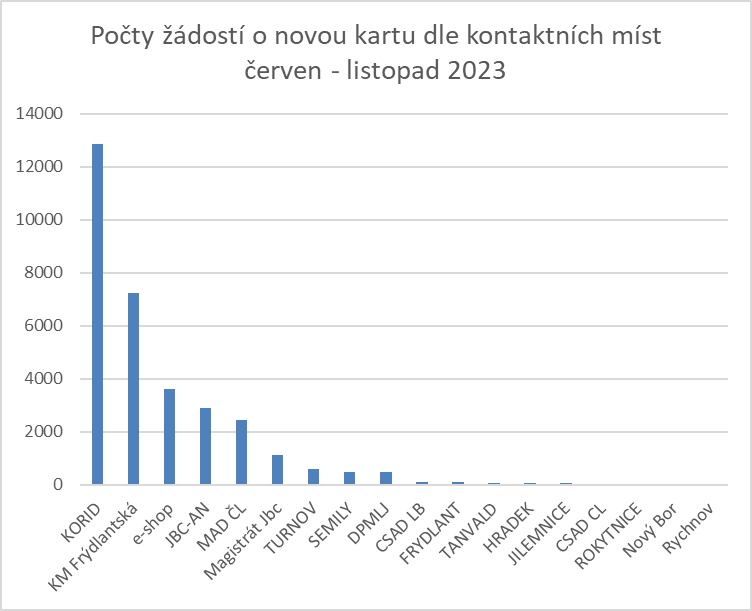 Počty žádostí o novou kartu dle kontaktních míst
červen - listopad 2023
14000
12000
10000
8000
6000
4000
2000
0
KORID
KM Frýdlantská
e-shop
JBC-AN
MAD ČL
Magistrát Jbc
TURNOV
SEMILY
DPMLJ
CSAD LB
FRYDLANT
TANVALD
HRADEK
JILEMNICE
CSAD CL
ROKYTNICE
Nový Bor
Rychnov